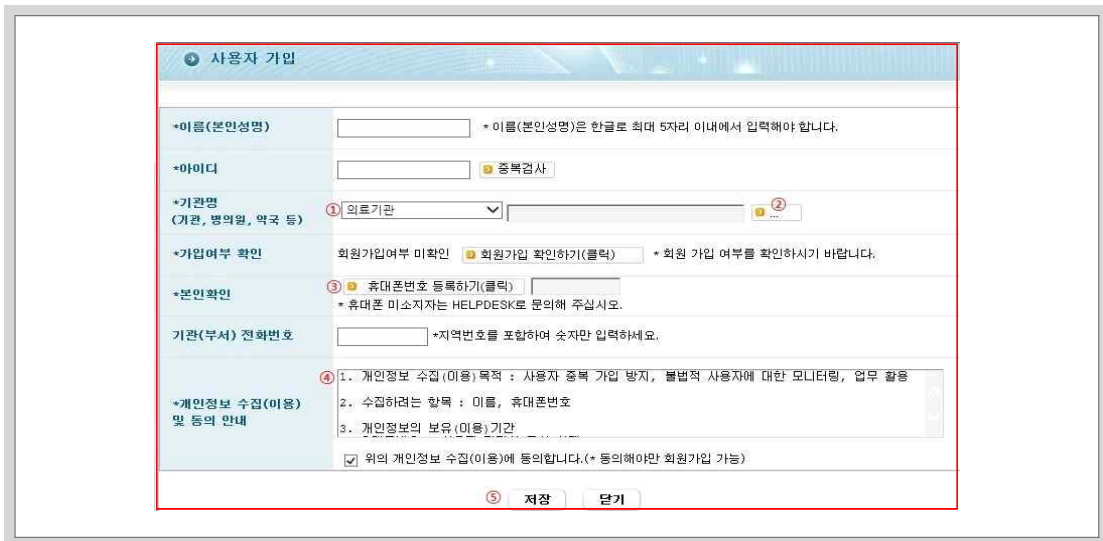 사용자 가입
*이름(본인성명) * 이름(본인성명)은 한글로 최대 5자리 이내에서 입력해야 합니다.
*아이디 중복검사
*기관명
(기관, 병의원, 약국 등) ① 의료기관 ② ...
*가입여부 확인 회원가입여부 미확인 회원가입 확인하기(클릭) * 회원 가입 여부를 확인하시기 바랍니다.
*본인확인 ③ 휴대폰번호 등록하기(클릭)
* 휴대폰 미소지자는 HELPDESK로 문의해 주십시오.
기관(부서) 전화번호 *지역번호를 포함하여 숫자만 입력하세요.
*개인정보 수집(이용)
및 동의 안내
④ 1. 개인정보 수집(이용)목적 : 사용자 중복 가입 방지, 불법적 사용자에 대한 모니터링, 업무 활용
2. 수집하려는 항목 : 이름, 휴대폰번호
3. 개인정보의 보유(이용)기간
위의 개인정보 수집(이용)에 동의합니다.(* 동의해야만 회원가입 가능)
⑤ 저장 닫기